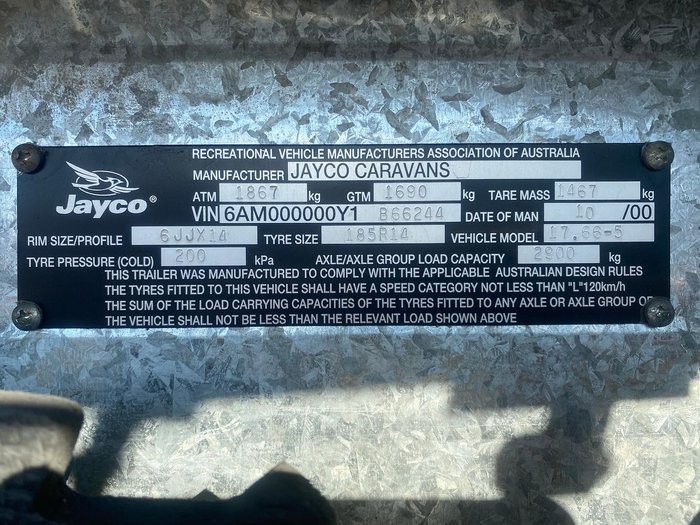 RECREATIONAL VEHICLE MANUFACTURERS ASSOCIATION OF AUSTRALIA
MANUFACTURER JAYCO CARAVANS
Jayco®
ATM 1867 kg GTM 1690 kg TARE MASS 1467 kg
VIN 6AM000000Y1 B66244 DATE OF MAN 10 /00
RIM SIZE/PROFILE 6JJX14 TYRE SIZE 185R14 VEHICLE MODEL 17.66-5
TYRE PRESSURE (COLD) 200 kPa AXLE/AXLE GROUP LOAD CAPACITY 2900 kg
THIS TRAILER WAS MANUFACTURED TO COMPLY WITH THE APPLICABLE AUSTRALIAN DESIGN RULES
THE TYRES FITTED TO THIS VEHICLE SHALL HAVE A SPEED CATEGORY NOT LESS THAN "L"120km/h
THE SUM OF THE LOAD CARRYING CAPACITIES OF THE TYRES FITTED TO ANY AXLE OR AXLE GROUP OF
THE VEHICLE SHALL NOT BE LESS THAN THE RELEVANT LOAD SHOWN ABOVE